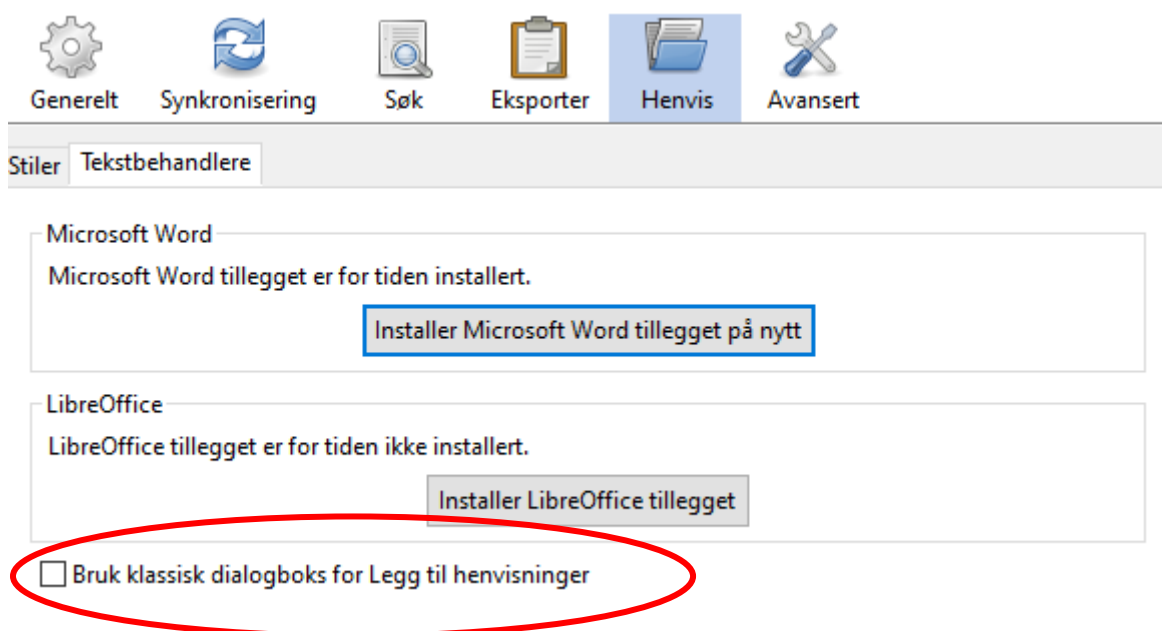 Generelt Synkronisering Søk Eksporter Henvis Avansert
Stiler Tekstbehandlere
Microsoft Word
Microsoft Word tillegget er for tiden installert.
Installer Microsoft Word tillegget på nytt
LibreOffice
LibreOffice tillegget er for tiden ikke installert.
Installer LibreOffice tillegget
Bruk klassisk dialogboks for Legg til henvisninger